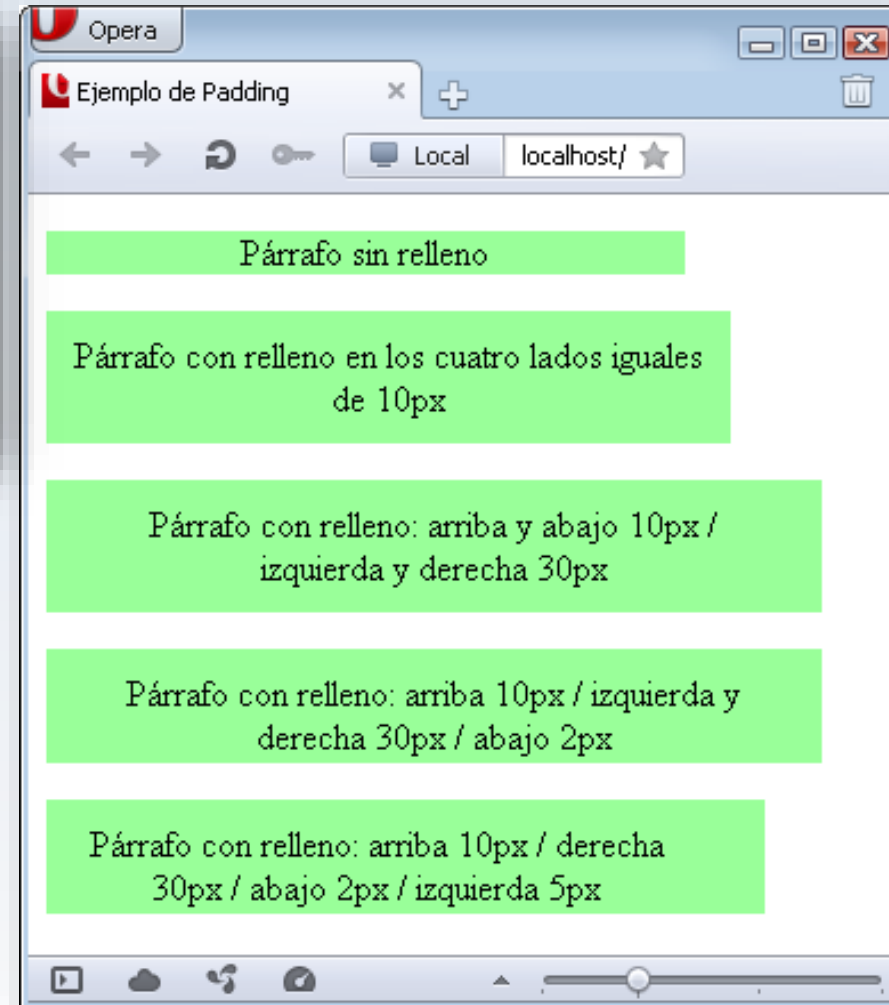 Opera
Ejemplo de Padding
Local localhost/
Párrafo sin relleno
Párrafo con relleno en los cuatro lados iguales
de 10px
Párrafo con relleno: arriba y abajo 10px /
izquierda y derecha 30px
Párrafo con relleno: arriba 10px / izquierda y
derecha 30px / abajo 2px
Párrafo con relleno: arriba 10px / derecha
30px / abajo 2px / izquierda 5px